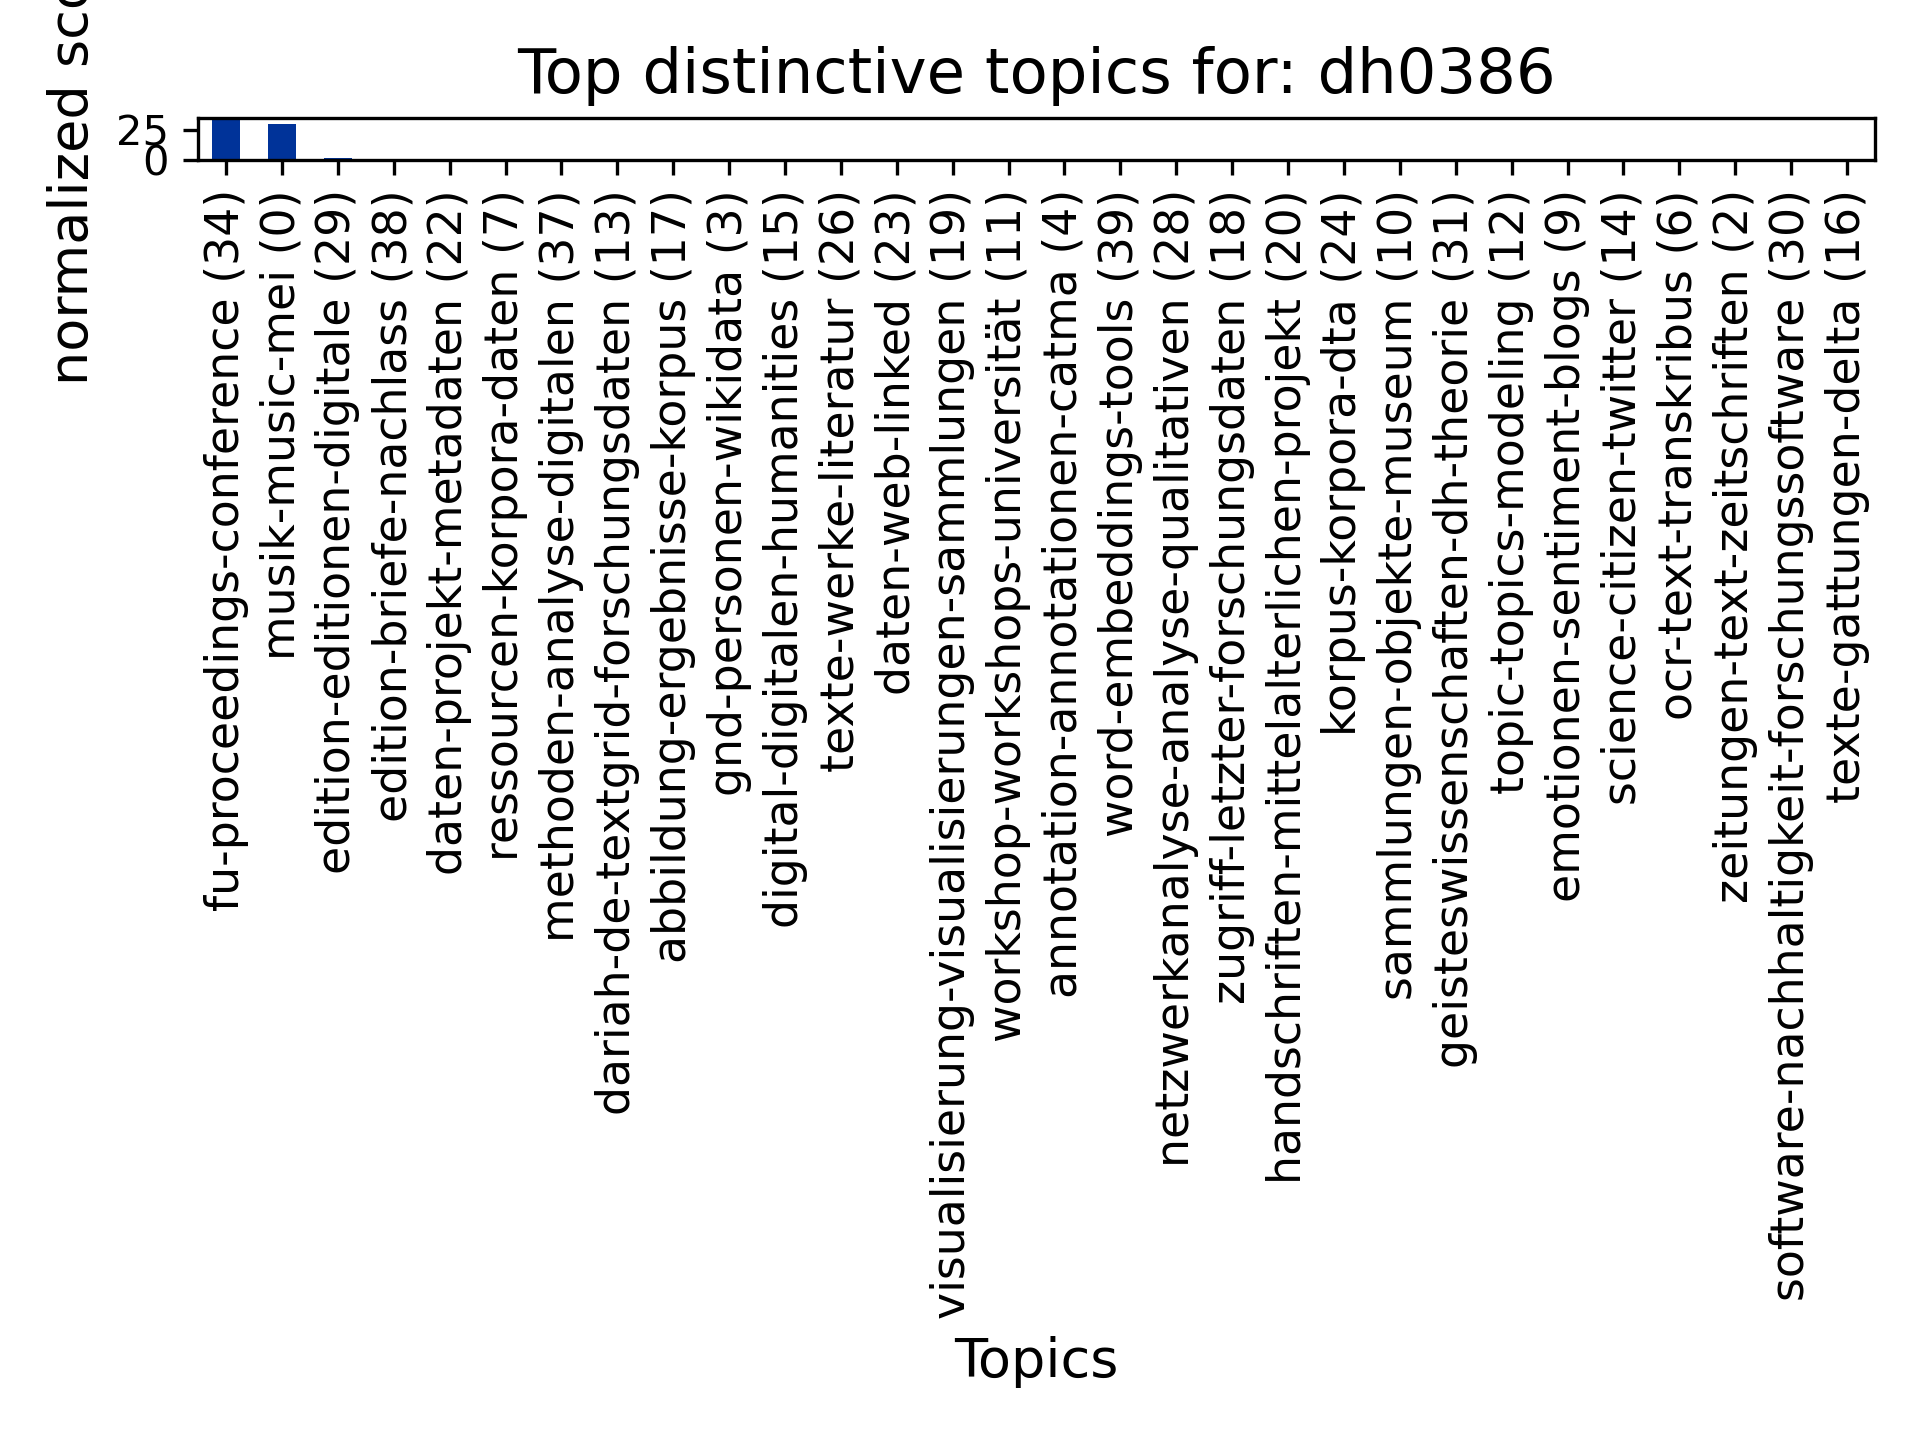 Top distinctive topics for: dh0386
normalized
25
0
fu-proceedings-conference (34)
musik-music-mei (0)
edition-editionen-digitale (29)
edition-briefe-nachlass (38)
daten-projekt-metadaten (22)
ressourcen-korpora-daten (7)
methoden-analyse-digitalen (37)
dariah-de-textgrid-forschungsdaten (13)
abbildung-ergebnisse-korpus (17)
gnd-personen-wikidata (3)
digital-digitalen-humanities (15)
texte-werke-literatur (26)
daten-web-linked (23)
visualisierung-visualisierungen-sammlungen (19)
workshop-workshops-universität (11)
annotation-annotationen-catma (4)
word-embeddings-tools (39)
netzwerkanalyse-analyse-qualitativen (28)
zugriff-letzter-forschungsdaten (18)
handschriften-mittelalterlichen-projekt (20)
korpus-korpora-dta (24)
sammlungen-objekte-museum (10)
geisteswissenschaften-dh-theorie (31)
topic-topics-modeling (12)
emotionen-sentiment-blogs (9)
science-citizen-twitter (14)
ocr-text-transkribus (6)
zeitungen-text-zeitschriften (2)
software-nachhaltigkeit-forschungssoftware (30)
texte-gattungen-delta (16)
Topics